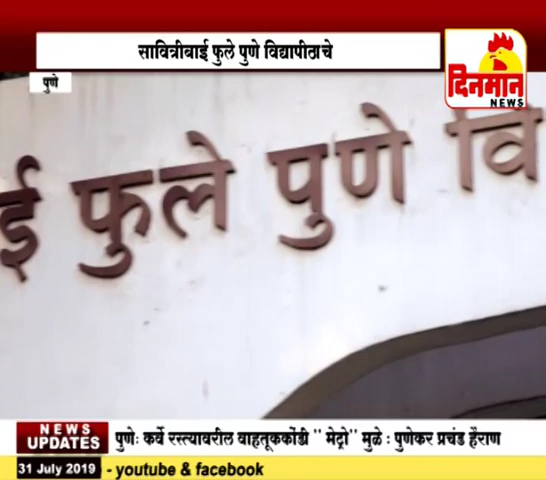 सावित्रीबाई फुले पुणे विद्यापीठाचे
दिनमान
NEWS
पुणे
ई फुले पुणे वि
NEWS
UPDATES
पुणेः कर्वे रस्त्यावरील वाहतूककोंडी " मेट्रो" मुळे : पुणेकर प्रचंड हैराण
31 July 2019
- youtube & facebook